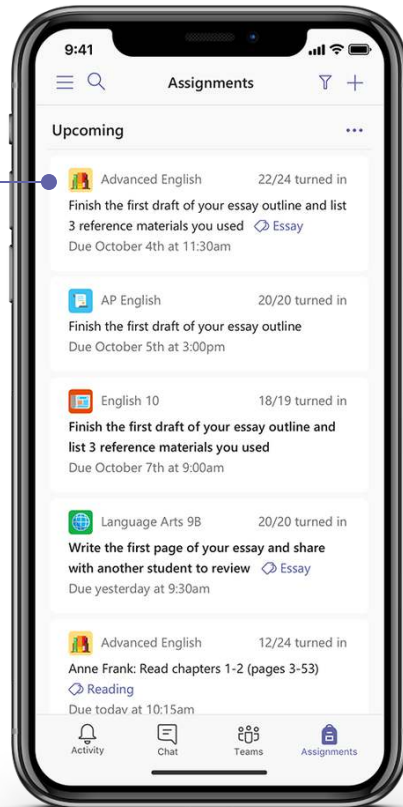 9:41
Assignments
Upcoming
Advanced English 22/24 turned in
Finish the first draft of your essay outline and list
3 reference materials you used Essay
Due October 4th at 11:30am
AP English 20/20 turned in
Finish the first draft of your essay outline
Due October 5th at 3:00pm
English 10 18/19 turned in
Finish the first draft of your essay outline and
list 3 reference materials you used
Due October 7th at 9:00am
Language Arts 9B 20/20 turned in
Write the first page of your essay and share
with another student to review Essay
Due yesterday at 9:30am
Advanced English 12/24 turned in
Anne Frank: Read chapters 1-2 (pages 3-53)
Reading
Due today at 10:15am
Activity Chat Teams Assignments